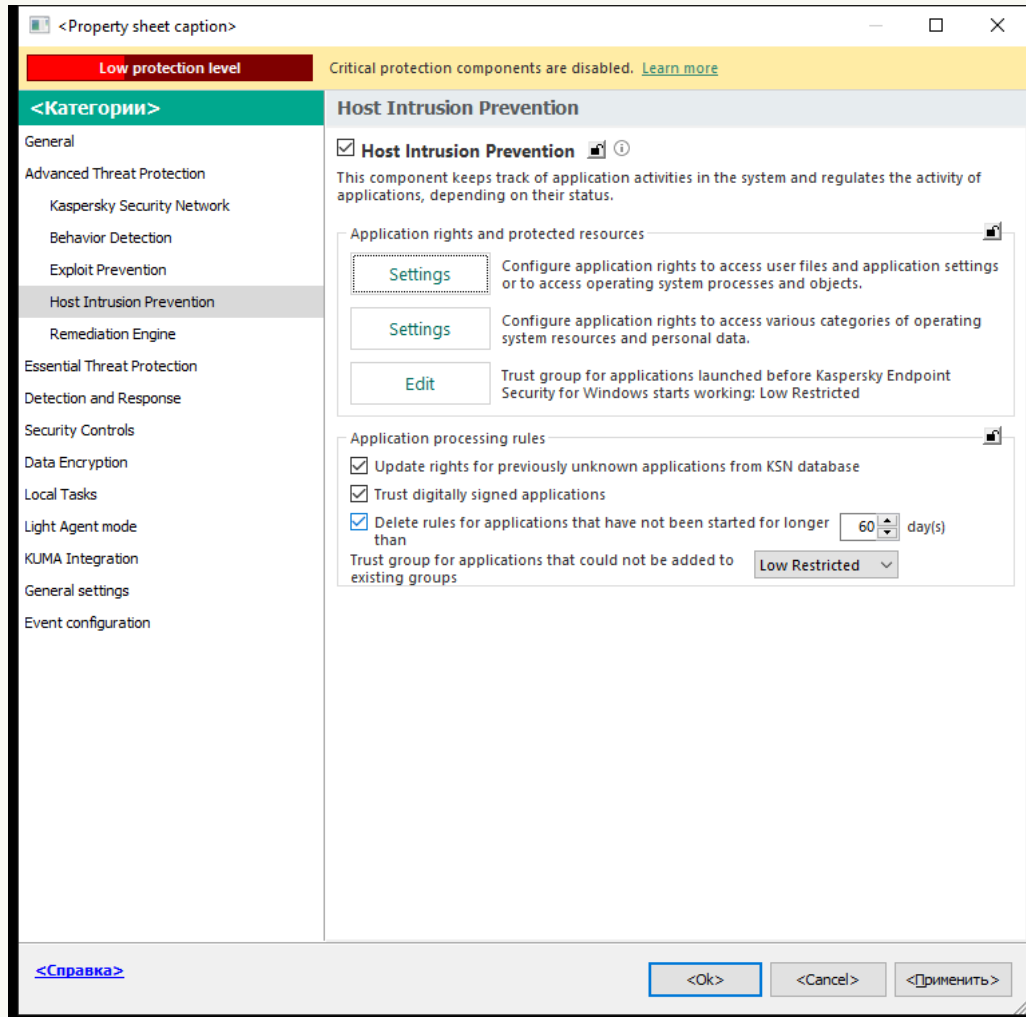 <Property sheet caption>
Low protection level
Critical protection components are disabled. Learn more
<Категории>
General
Advanced Threat Protection
Kaspersky Security Network
Behavior Detection
Exploit Prevention
Host Intrusion Prevention
Remediation Engine
Essential Threat Protection
Detection and Response
Security Controls
Data Encryption
Local Tasks
Light Agent mode
KUMA Integration
General settings
Event configuration
Host Intrusion Prevention
Host Intrusion Prevention
This component keeps track of application activities in the system and regulates the activity of
applications, depending on their status.
Application rights and protected resources
Settings
Configure application rights to access user files and application settings
or to access operating system processes and objects.
Settings
Configure application rights to access various categories of operating
system resources and personal data.
Edit
Trust group for applications launched before Kaspersky Endpoint
Security for Windows starts working: Low Restricted
Application processing rules
Update rights for previously unknown applications from KSN database
Trust digitally signed applications
Delete rules for applications that have not been started for longer
than
60
day(s)
Trust group for applications that could not be added to
existing groups
Low Restricted
<Справка>
<Ok>
<Cancel>
<Применить>